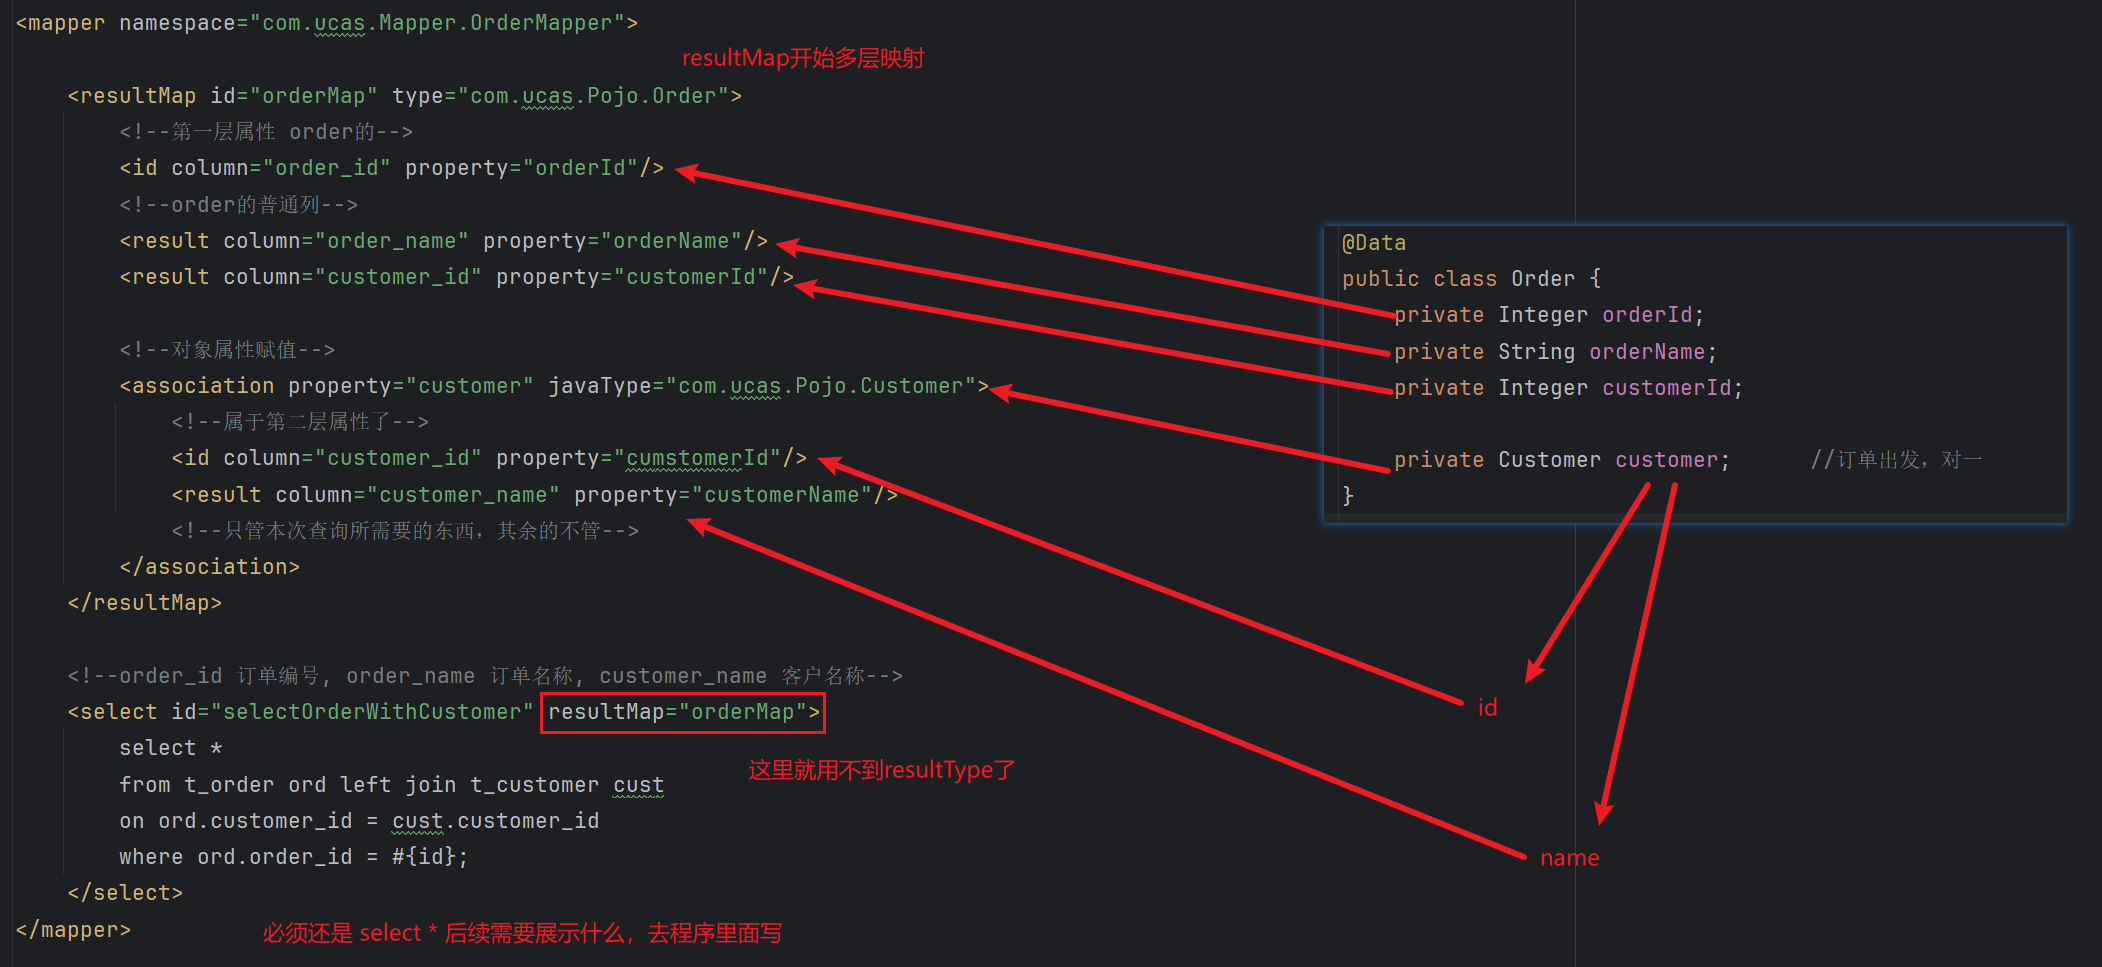 <mapper namespace="com.ucas.Mapper.OrderMapper">
resultMap开始多层映射
<resultMap id="orderMap" type="com.ucas.Pojo.Order">
<!--第一层属性 order的-->
<id column="order_id" property="orderId"/>
<!--order的普通列-->
<result column="order_name" property="orderName"/>
<result column="customer_id" property="customerId"/>
<!--对象属性赋值-->
<association property="customer" javaType="com.ucas.Pojo.Customer">
<!--属于第二层属性了-->
<id column="customer_id" property="cumstomerId"/>
<result column="customer_name" property="customerName"/>
<!--只管本次查询所需要的东西，其余的不管-->
</association>
</resultMap>
<!--order_id 订单编号, order_name 订单名称, customer_name 客户名称-->
<select id="selectOrderWithCustomer" resultMap="orderMap">
select *
这里就用不到resultType了
from t_order ord left join t_customer cust
on ord.customer_id = cust.customer_id
where ord.order_id = #{id};
</select>
</mapper>
必须还是 select * 后续需要展示什么，去程序里面写
@Data
public class Order {
private Integer orderId;
private String orderName;
private Integer customerId;
private Customer customer; //订单出发，对一
}
id
name